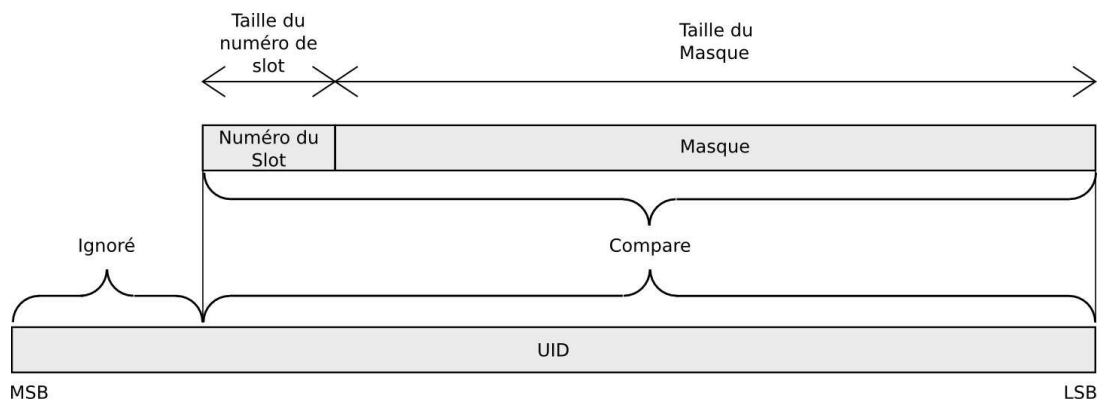 Taille du
numéro de
slot
Taille du
Masque
Numéro du
Slot
Masque
Ignoré
Compare
UID
MSB
LSB